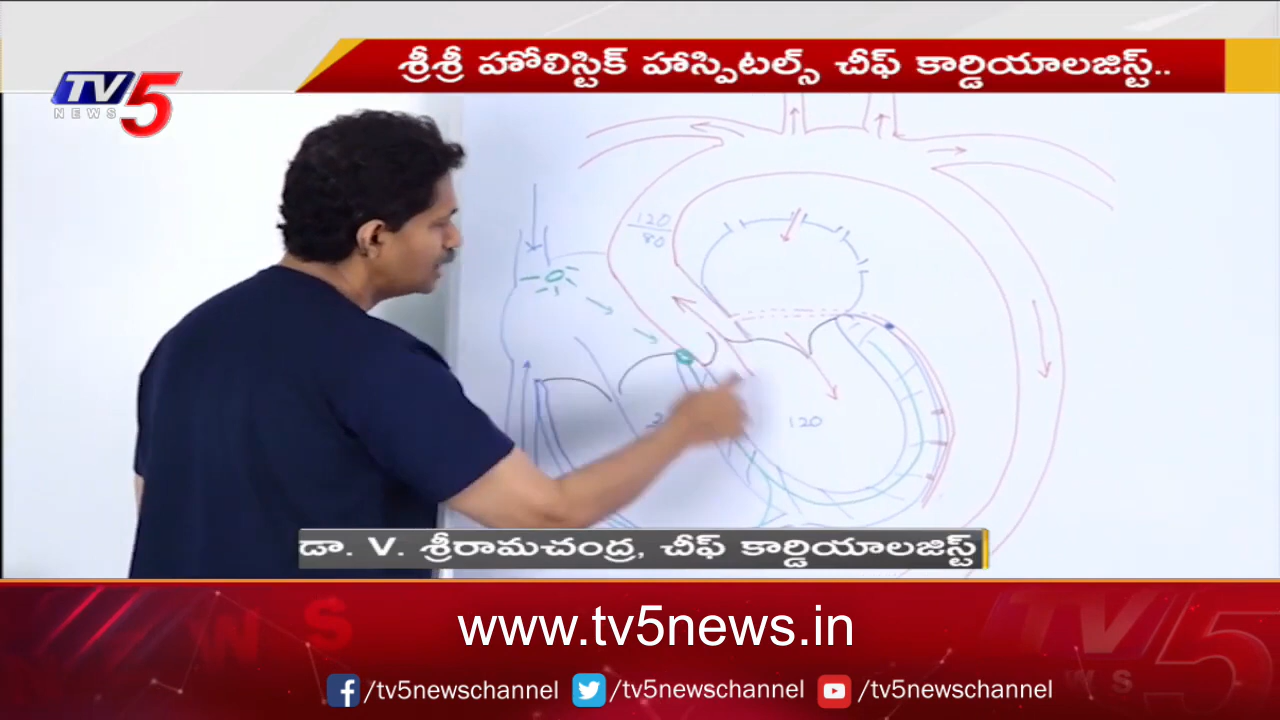 శ్రీశ్రీ హోలిస్టిక్ హాస్పిటల్స్ చీఫ్ కార్డియాలజిస్ట్..
TV5
NEWS
120
80
120
డా. V. శ్రీరామచంద్ర, చీఫ్ కార్డియాలజిస్ట్
www.tv5news.in
/tv5newschannel /tv5newschannel /tv5newschannel